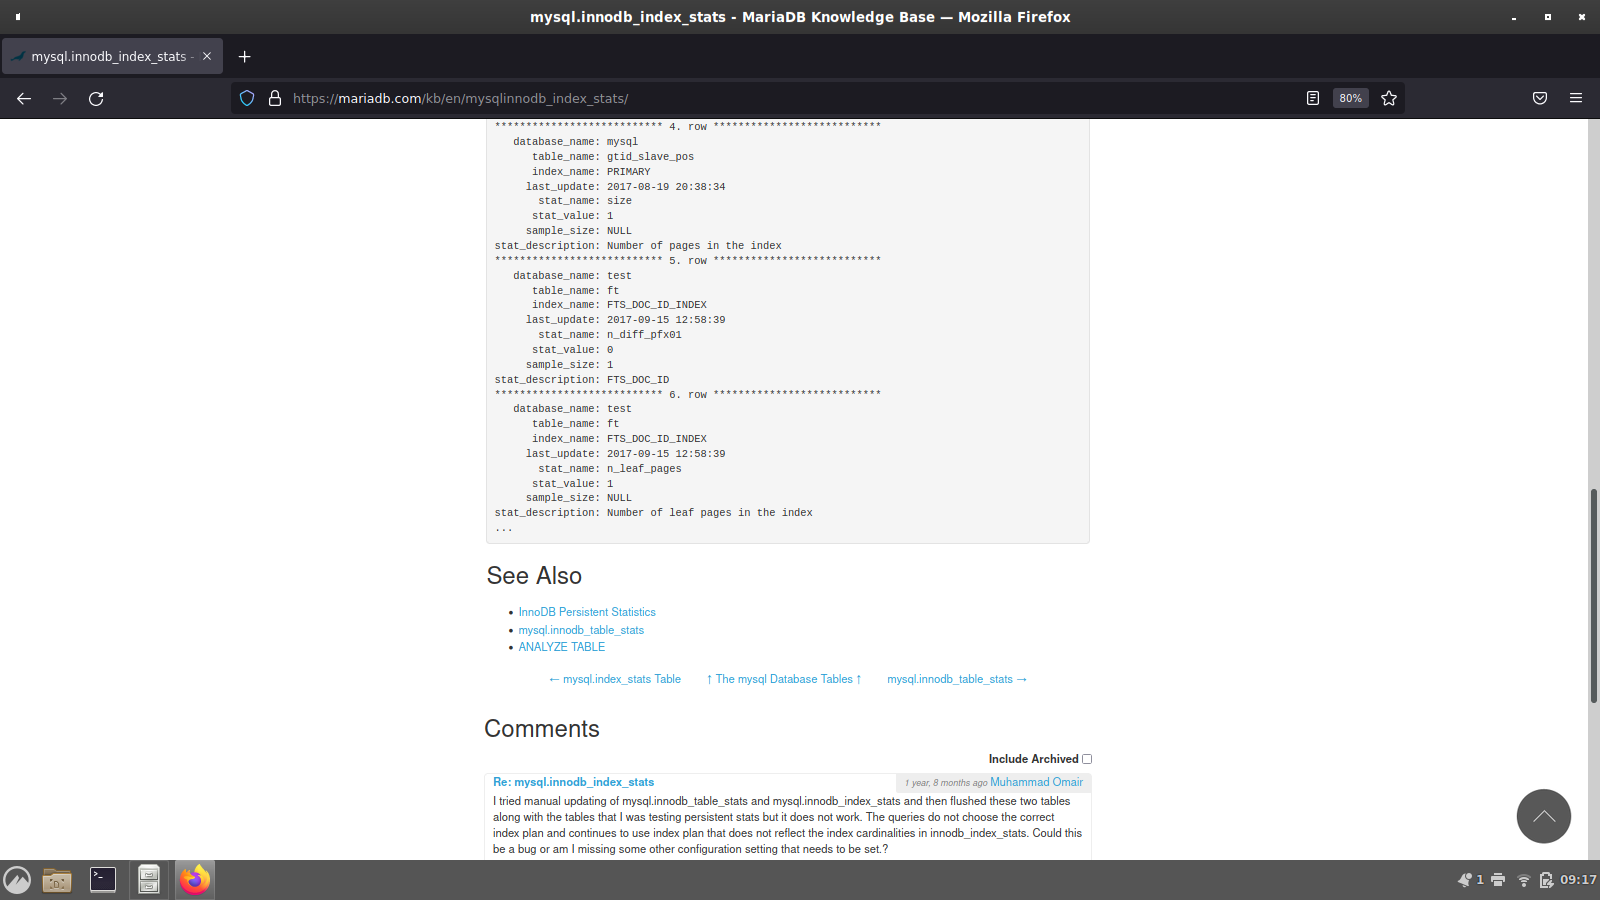 mysql.innodb_index_stats - MariaDB Knowledge Base — Mozilla Firefox
mysql.innodb_index_stats -
https://mariadb.com/kb/en/mysqlinnodb_index_stats/
80%
*************************** 4. row ***************************
database_name: mysql
table_name: gtid_slave_pos
index_name: PRIMARY
last_update: 2017-08-19 20:38:34
stat_name: size
stat_value: 1
sample_size: NULL
stat_description: Number of pages in the index
*************************** 5. row ***************************
database_name: test
table_name: ft
index_name: FTS_DOC_ID_INDEX
last_update: 2017-09-15 12:58:39
stat_name: n_diff_pfx01
stat_value: 0
sample_size: 1
stat_description: FTS_DOC_ID
*************************** 6. row ***************************
database_name: test
table_name: ft
index_name: FTS_DOC_ID_INDEX
last_update: 2017-09-15 12:58:39
stat_name: n_leaf_pages
stat_value: 1
sample_size: NULL
stat_description: Number of leaf pages in the index
...
See Also
• InnoDB Persistent Statistics
• mysql.innodb_table_stats
• ANALYZE TABLE
← mysql.index_stats Table ↑ The mysql Database Tables ↑ mysql.innodb_table_stats →
Comments
Include Archived
Re: mysql.innodb_index_stats 1 year, 8 months ago Muhammad Omair
I tried manual updating of mysql.innodb_table_stats and mysql.innodb_index_stats and then flushed these two tables
along with the tables that I was testing persistent stats but it does not work. The queries do not choose the correct
index plan and continues to use index plan that does not reflect the index cardinalities in innodb_index_stats. Could this
be a bug or am I missing some other configuration setting that needs to be set.?
1 09:17